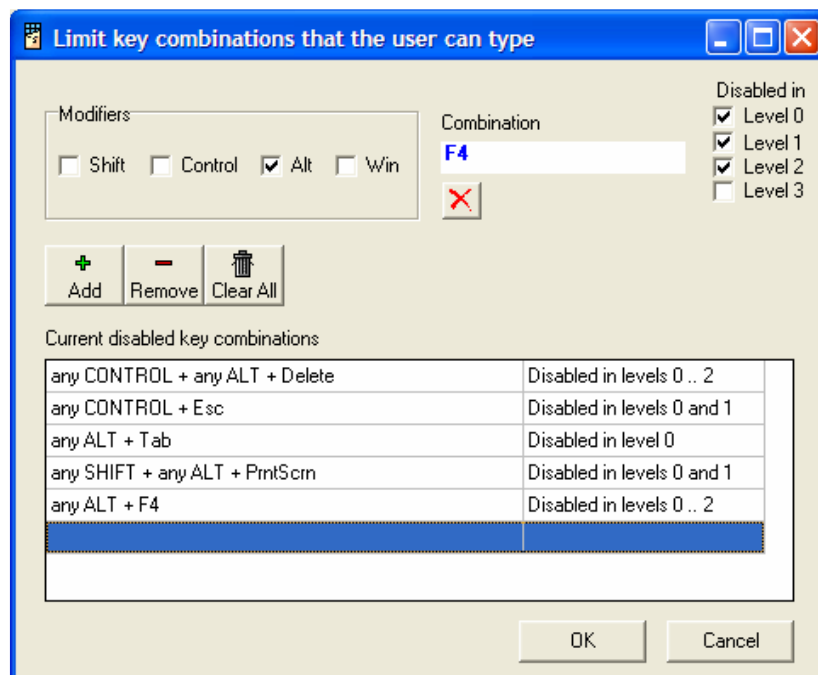 Limit key combinations that the user can type
Disabled in
Modifiers
Combination
Level 0
Shift Control Alt Win
F4
Level 1
Level 2
Level 3
Add Remove Clear All
Current disabled key combinations
any CONTROL + any ALT + Delete Disabled in levels 0 .. 2
any CONTROL + Esc Disabled in levels 0 and 1
any ALT + Tab Disabled in level 0
any SHIFT + any ALT + PrntScrn Disabled in levels 0 and 1
any ALT + F4 Disabled in levels 0 .. 2
OK Cancel